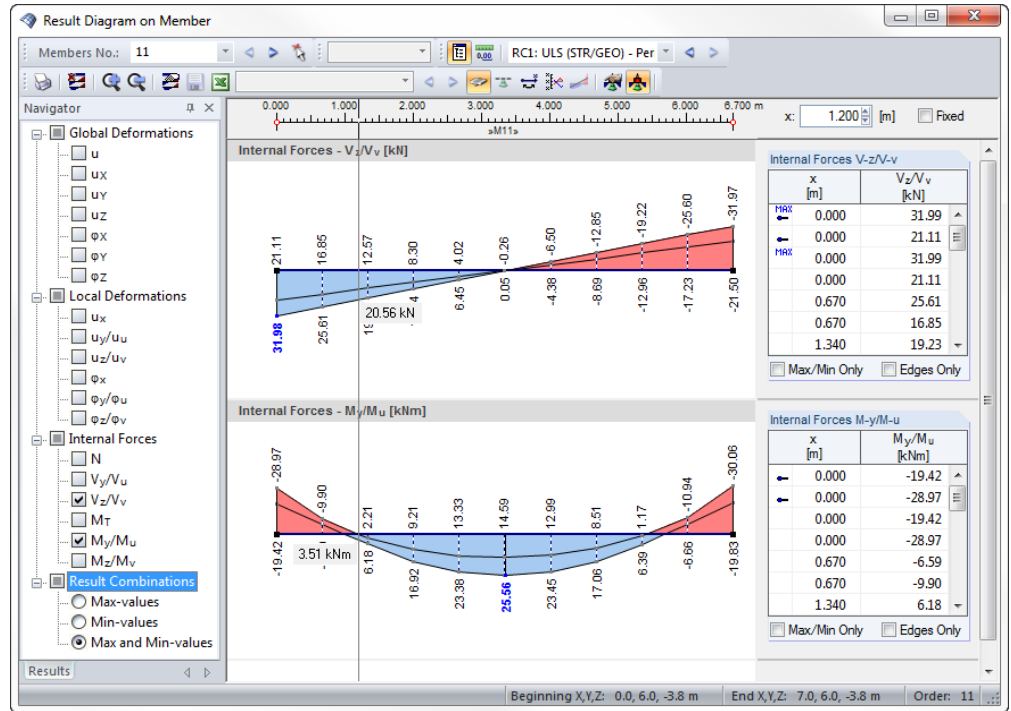 Result Diagram on Member
Members No.: 11
RC1: ULS (STR/GEO) - Per
Navigator
Global Deformations
u
uX
uY
uZ
φX
φY
φZ
Local Deformations
ux
uy/uu
uz/uv
φx
φy/φu
φz/φv
Internal Forces
N
Vy/Vu
Vz/Vv
MT
My/Mu
Mz/Mv
Result Combinations
Max-values
Min-values
Max and Min-values
Results
0.000 1.000 2.000 3.000 4.000 5.000 6.000 6.700 m
»M11»
x: 1.200 [m] Fixed
Internal Forces - Vz/Vv [kN]
21.11 16.85 12.57 8.30 4.02 -0.26 -6.50 -12.85 -19.22 -25.60 -31.97
31.98 25.61 6.45 0.05 -4.38 -8.69 -12.96 -17.23 -21.50
20.56 kN
Internal Forces V-z/V-v
x [m] Vz/Vv [kN]
MAX 0.000 31.99
0.000 21.11
MAX 0.000 31.99
0.000 21.11
0.670 25.61
0.670 16.85
1.340 19.23
Max/Min Only Edges Only
Internal Forces - My/Mu [kNm]
-28.97 -9.90 2.21 9.21 13.33 14.59 12.99 8.51 1.17 -10.94 -30.06
-19.42 6.18 16.92 23.38 25.56 23.45 17.06 6.39 -6.66 -19.83
3.51 kNm
Internal Forces M-y/M-u
x [m] My/Mu [kNm]
0.000 -19.42
0.000 -28.97
0.000 -19.42
0.000 -28.97
0.670 -6.59
0.670 -9.90
1.340 6.18
Max/Min Only Edges Only
Beginning X,Y,Z: 0.0, 6.0, -3.8 m End X,Y,Z: 7.0, 6.0, -3.8 m Order: 11